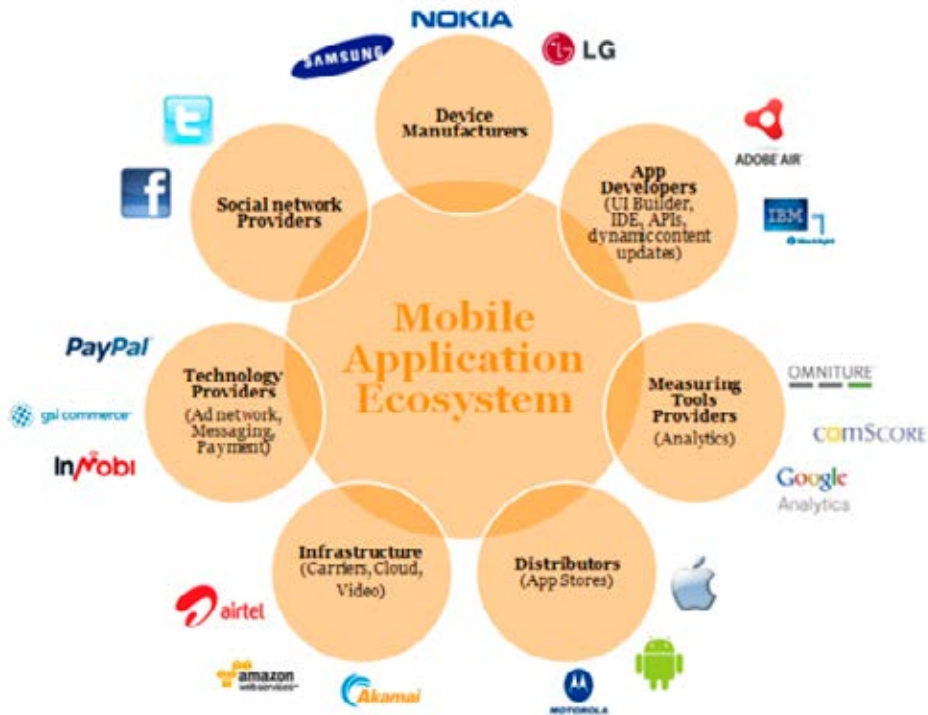 NOKIA
SAMSUNG
LG
Device
Manufacturers
Social network
Providers
App
Developers
(UI Builder,
IDE, APIs,
dynamic content
updates)
ADOBE AIR
IBM
Mobile
Application
Ecosystem
PayPal
gsi commerce
InMobi
Technology
Providers
(Ad network,
Messaging,
Payment)
Measuring
Tools
Providers
(Analytics)
OMNITURE
comSCORE
Google
Analytics
Infrastructure
(Carriers, Cloud,
Video)
Distributors
(App Stores)
airtel
amazon
webservices
Akamai
MOTOROLA